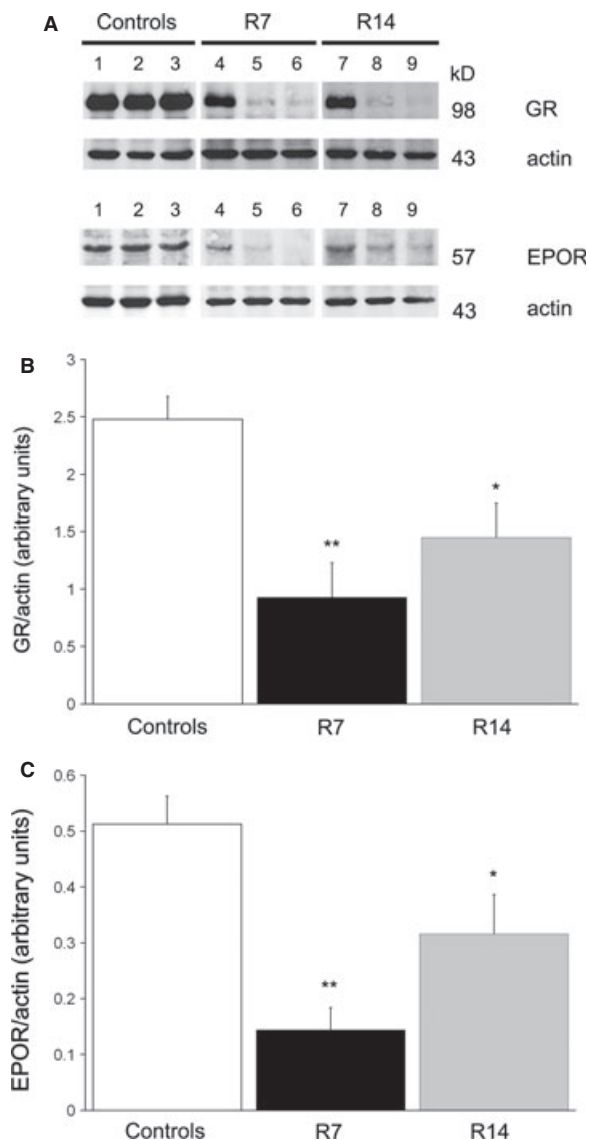 A
Controls R7 R14
1 2 3 4 5 6 7 8 9
kD
98 GR
43 actin
1 2 3 4 5 6 7 8 9
57 EPOR
43 actin
B
GR/actin (arbitrary units)
3
2.5
2
1.5
1
0.5
0
**
*
Controls R7 R14
C
EPOR/actin (arbitrary units)
0.6
0.5
0.4
0.3
0.2
0.1
0
**
*
Controls R7 R14